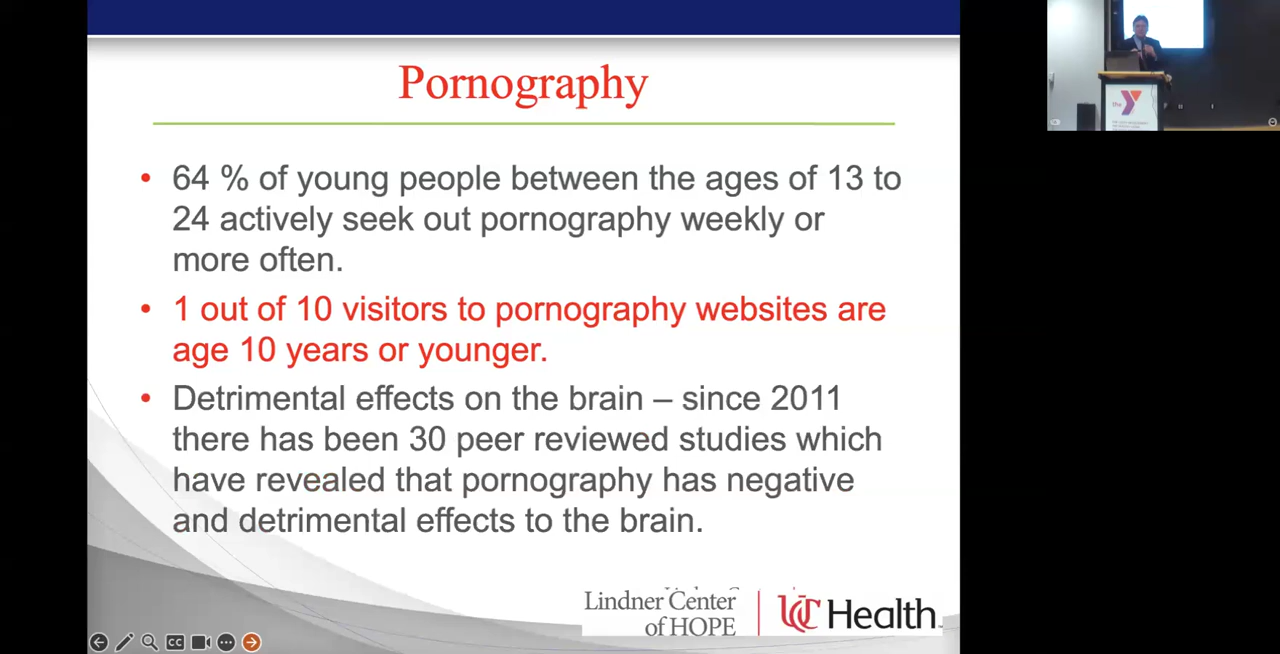 Pornography
• 64 % of young people between the ages of 13 to
24 actively seek out pornography weekly or
more often.
• 1 out of 10 visitors to pornography websites are
age 10 years or younger.
• Detrimental effects on the brain – since 2011
there has been 30 peer reviewed studies which
have revealed that pornography has negative
and detrimental effects to the brain.
Lindner Center
of HOPE
UC Health
CC
the Y